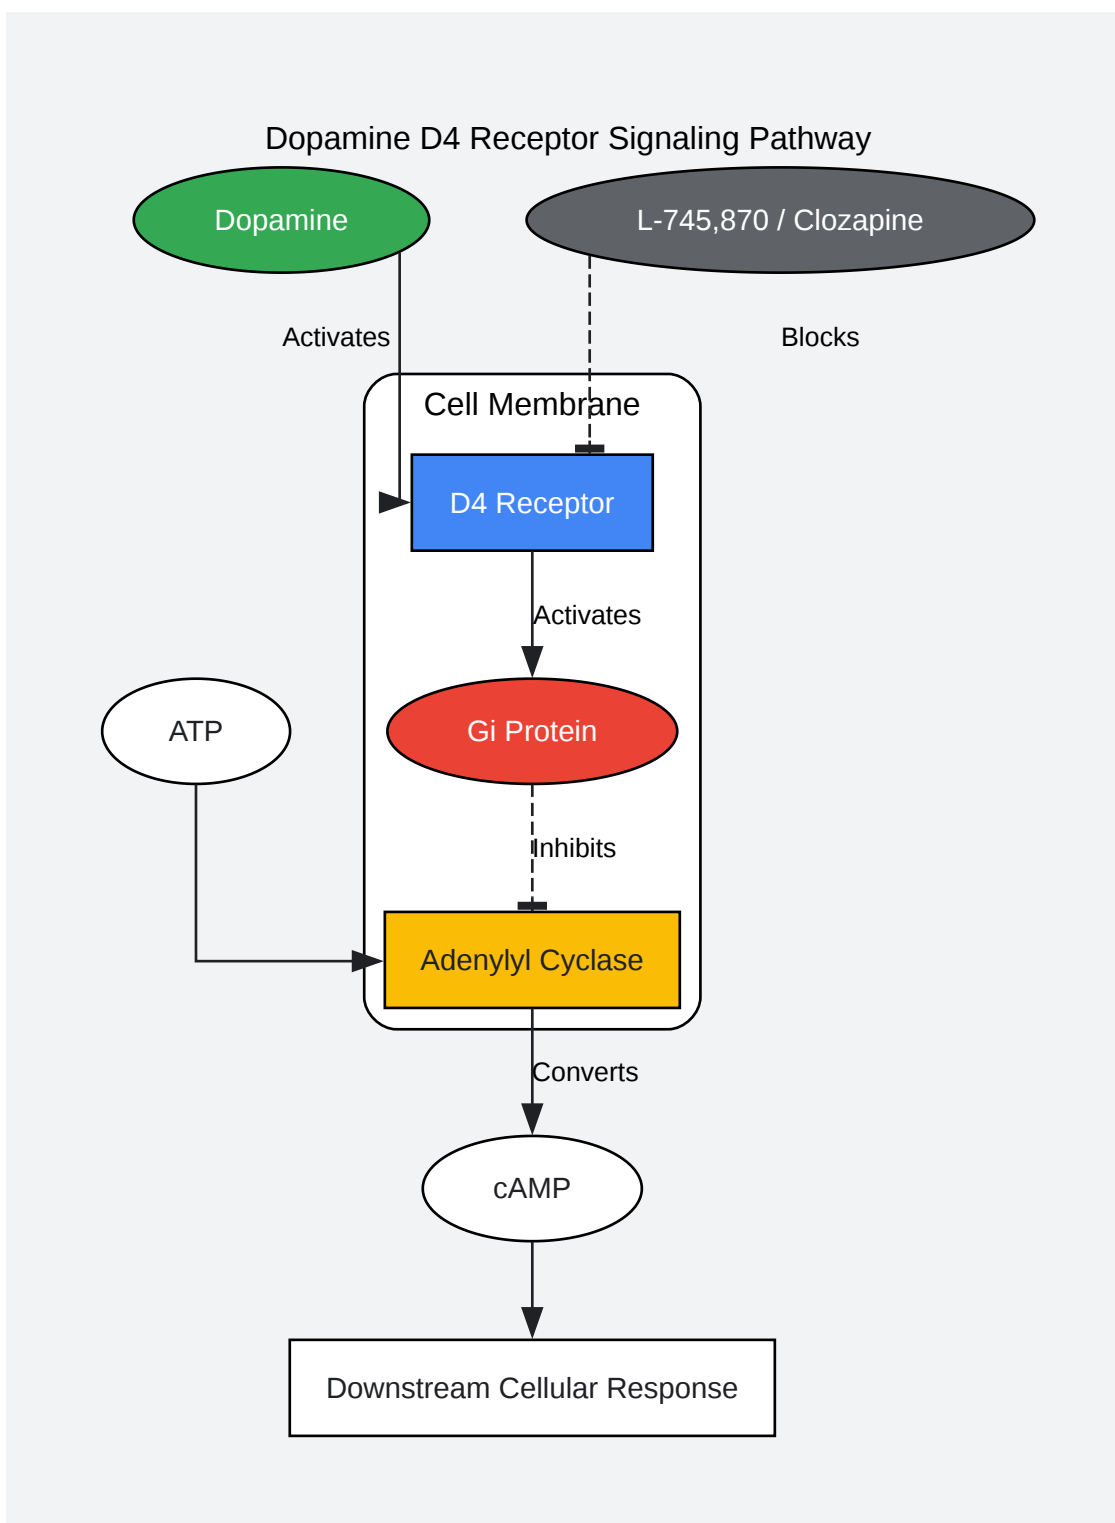 Dopamine D4 Receptor Signaling Pathway
Dopamine
L-745,870 / Clozapine
Activates
Blocks
Cell Membrane
D4 Receptor
Activates
ATP
Gi Protein
Inhibits
Adenylyl Cyclase
Converts
cAMP
Downstream Cellular Response